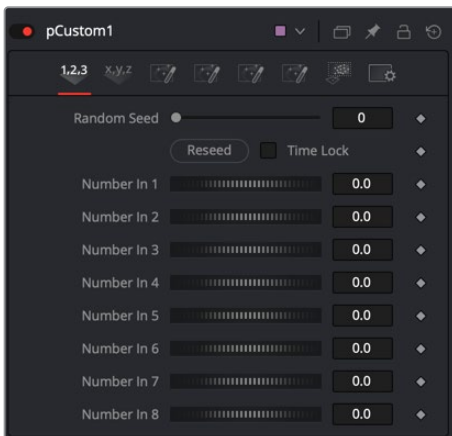 pCustom1
1,2,3 x,y,z
Random Seed 0
Reseed Time Lock
Number In 1 0.0
Number In 2 0.0
Number In 3 0.0
Number In 4 0.0
Number In 5 0.0
Number In 6 0.0
Number In 7 0.0
Number In 8 0.0